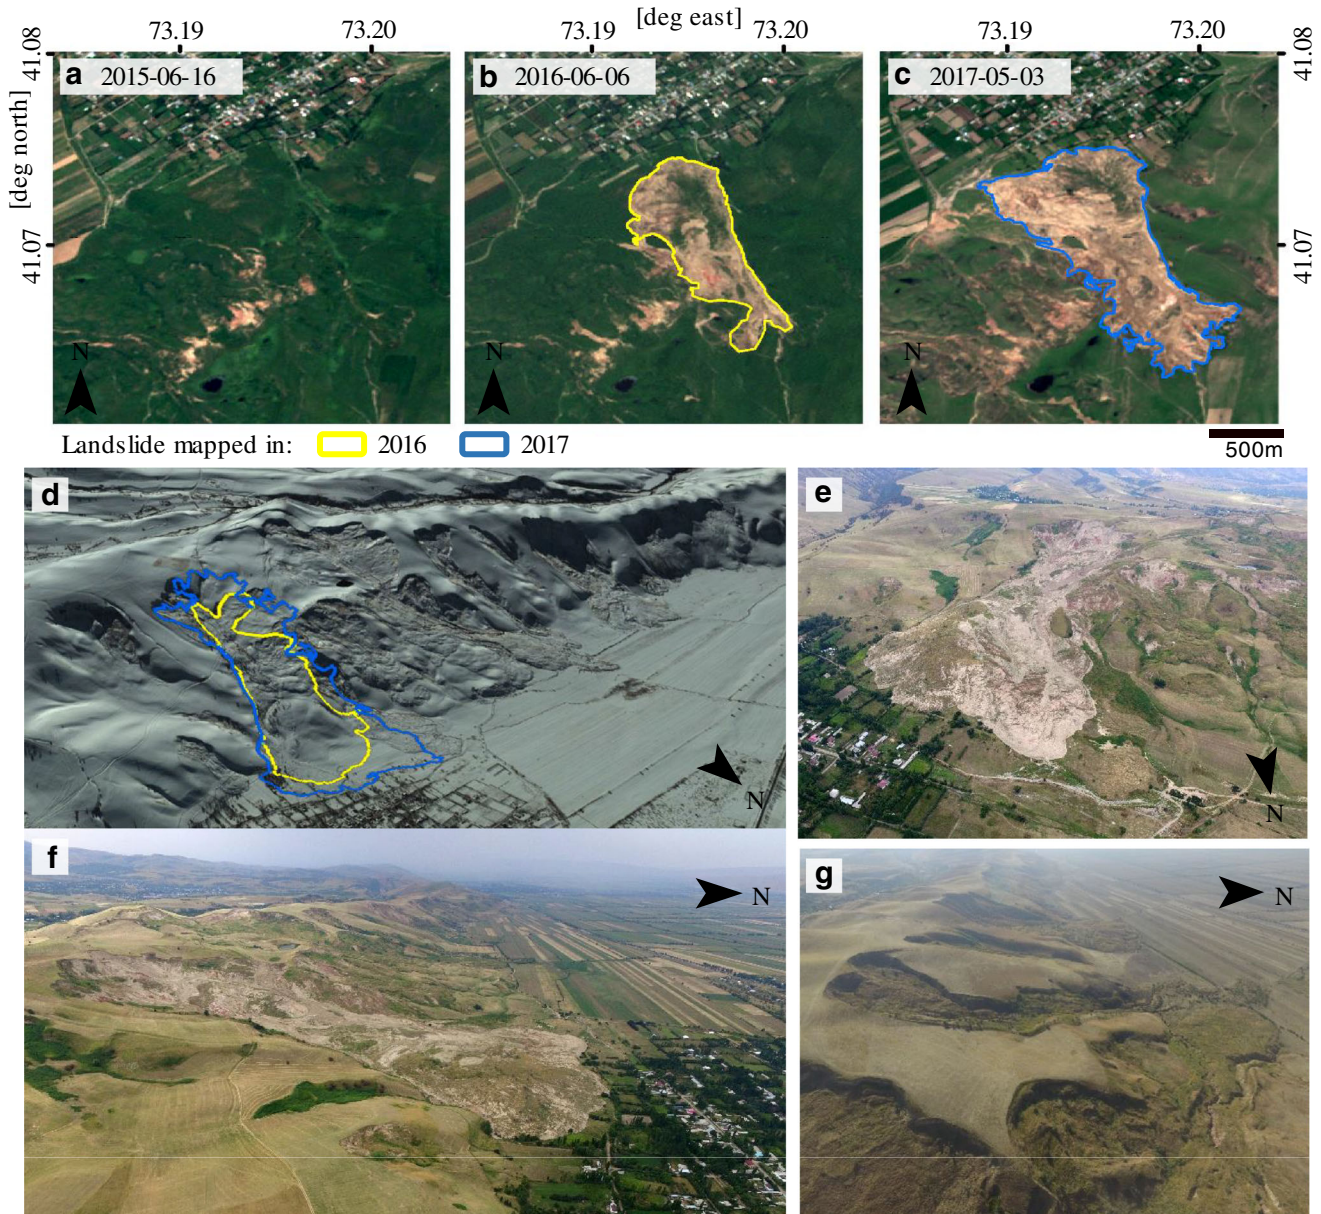 [deg east]
73.19 73.20 73.19 73.20 73.19 73.20
41.08 a 2015-06-16 b 2016-06-06 c 2017-05-03 41.08
[deg north]
41.07 41.07
N N N
Landslide mapped in: 2016 2017
500m
d e
N N
f N g N